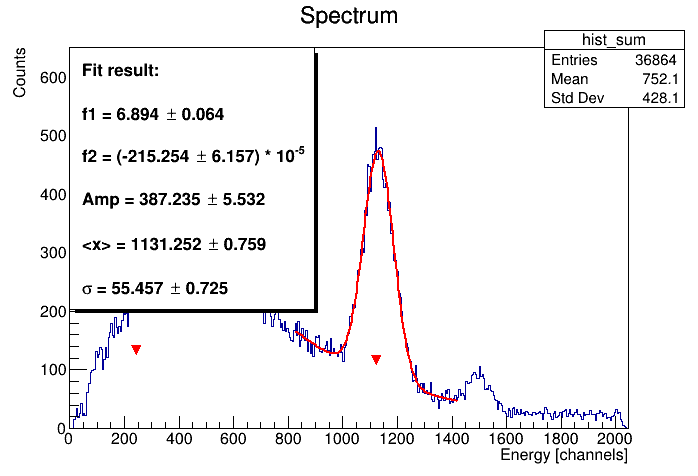 Spectrum
hist_sum
Entries 36864
Mean 752.1
Std Dev 428.1
Counts
600
500
400
300
200
100
0
Fit result:
f1 = 6.894 ± 0.064
f2 = (-215.254 ± 6.157) * 10⁻⁵
Amp = 387.235 ± 5.532
<x> = 1131.252 ± 0.759
σ = 55.457 ± 0.725
0 200 400 600 800 1000 1200 1400 1600 1800 2000
Energy [channels]